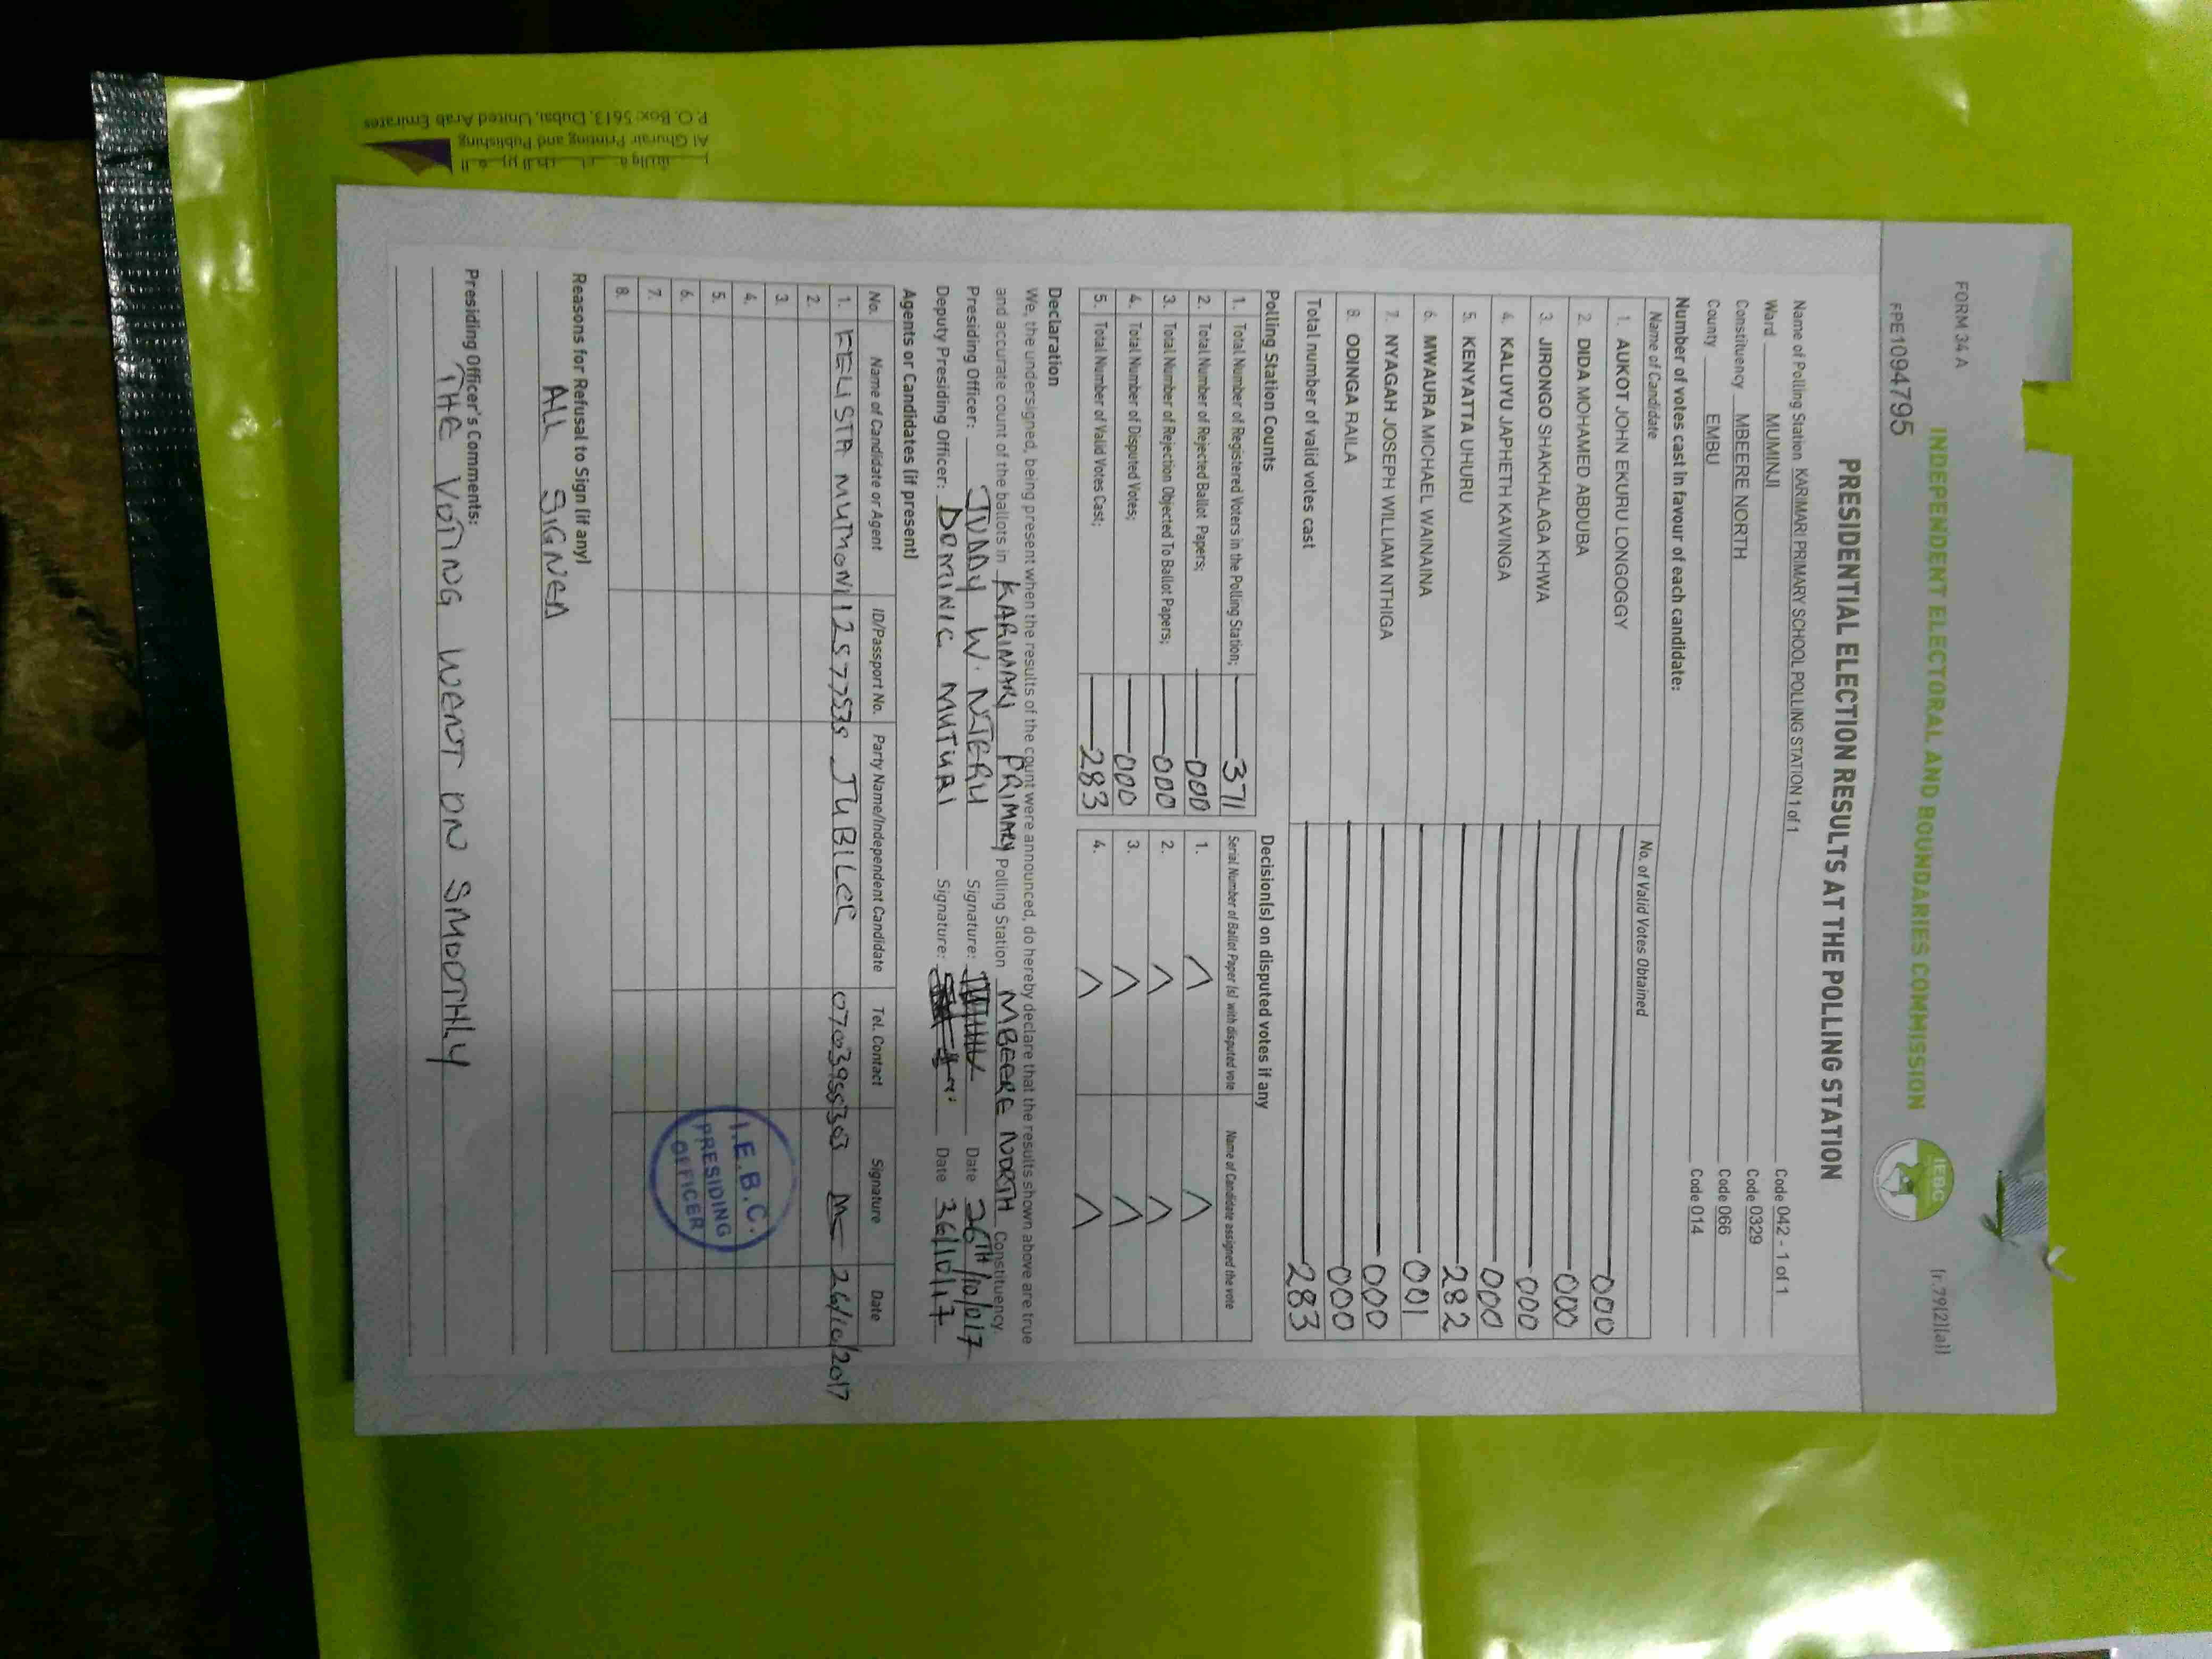 FORM 34 A
(r.79(2)(a))
INDEPENDENT ELECTORAL AND BOUNDARIES COMMISSION
IEBC
PRESIDENTIAL ELECTION RESULTS AT THE POLLING STATION
Name of Polling Station KARIMARI PRIMARY SCHOOL POLLING STATION 1 of 1 Code 042 - 1 of 1
Ward MUMINJI Code 0329
Constituency MBEERE NORTH Code 066
County EMBU Code 014
Number of votes cast in favour of each candidate:
Name of Candidate No. of Valid Votes Obtained
1. AUKOT JOHN EKURU LONGOGGY 000
2. DIDA MOHAMED ABDUBA 000
3. JIRONGO SHAKHALAGA KHWA 000
4. KALUYU JAPHETH KAVINGA 000
5. KENYATTA UHURU 282
6. MWAURA MICHAEL WAINAINA 001
7. NYAGAH JOSEPH WILLIAM NTHIGA 000
8. ODINGA RAILA 000
Total number of valid votes cast 283
Polling Station Counts
1. Total Number of Registered Voters in the Polling Station; 371
2. Total Number of Rejected Ballot Papers; 000
3. Total Number of Rejection Objected To Ballot Papers; 000
4. Total Number of Disputed Votes; 000
5. Total Number of Valid Votes Cast; 283
Decision(s) on disputed votes if any
Serial Number of Ballot Paper (s) with disputed vote Name of Candidate assigned the vote
1.
2.
3.
4.
Declaration
We, the undersigned, being present when the results of the count were announced, do hereby declare that the results shown above are true
and accurate count of the ballots in KARIMARI PRIMARY Polling Station MBEERE NORTH Constituency.
Presiding Officer: JUDDY W. NJERU Signature: Date 26TH/10/017
Deputy Presiding Officer: DOMINIC MUTURI Signature: Date 26/10/17
Agents or Candidates (if present)
No. Name of Candidate or Agent ID/Passport No. Party Name/Independent Candidate Tel. Contact Signature Date
1. FELISTA MUTHONI JUBILEE 26/10/2017
2.
3.
4.
5.
6.
7.
8.
I.E.B.C.
PRESIDING
OFFICER
Reasons for Refusal to Sign (if any)
ALL SIGNED
Presiding Officer's Comments:
THE VOTING WENT ON SMOOTHLY
Al Ghurair Printing and Publishing
P.O. Box: 5613, Dubai, United Arab Emirates